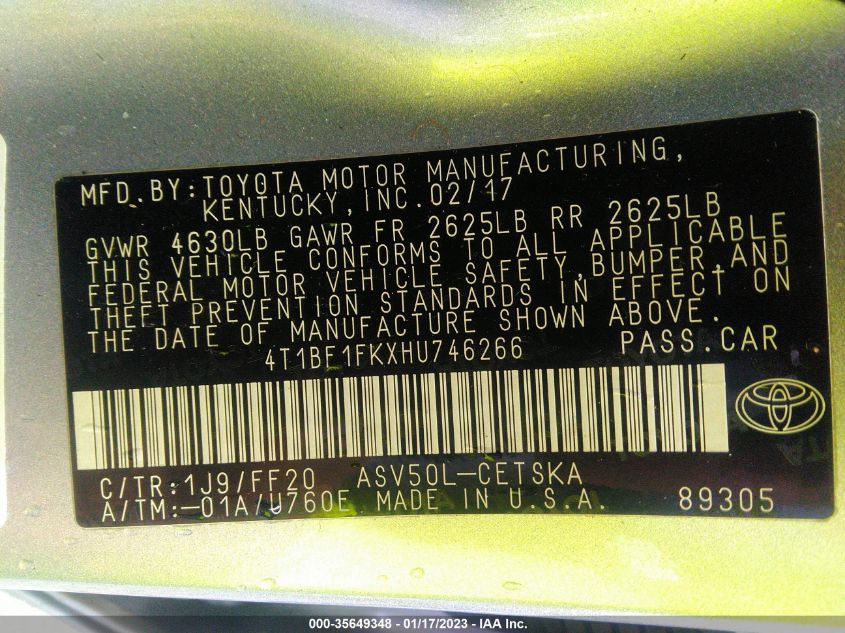 MFD.BY:TOYOTA MOTOR MANUFACTURING,
KENTUCKY,INC.02/17
GVWR 4630LB GAWR FR 2625LB RR 2625LB
THIS VEHICLE CONFORMS TO ALL APPLICABLE
FEDERAL MOTOR VEHICLE SAFETY,BUMPER,AND
THEFT PREVENTION STANDARDS IN EFFECT ON
THE DATE OF MANUFACTURE SHOWN ABOVE.
4T1BF1FKXHU746266 PASS.CAR
C/TR:1J9/FF20 ASV50L-CETSKA
A/TM:-01A/U760E MADE IN U.S.A. 89305
000-35649348 - 01/17/2023 - IAA Inc.